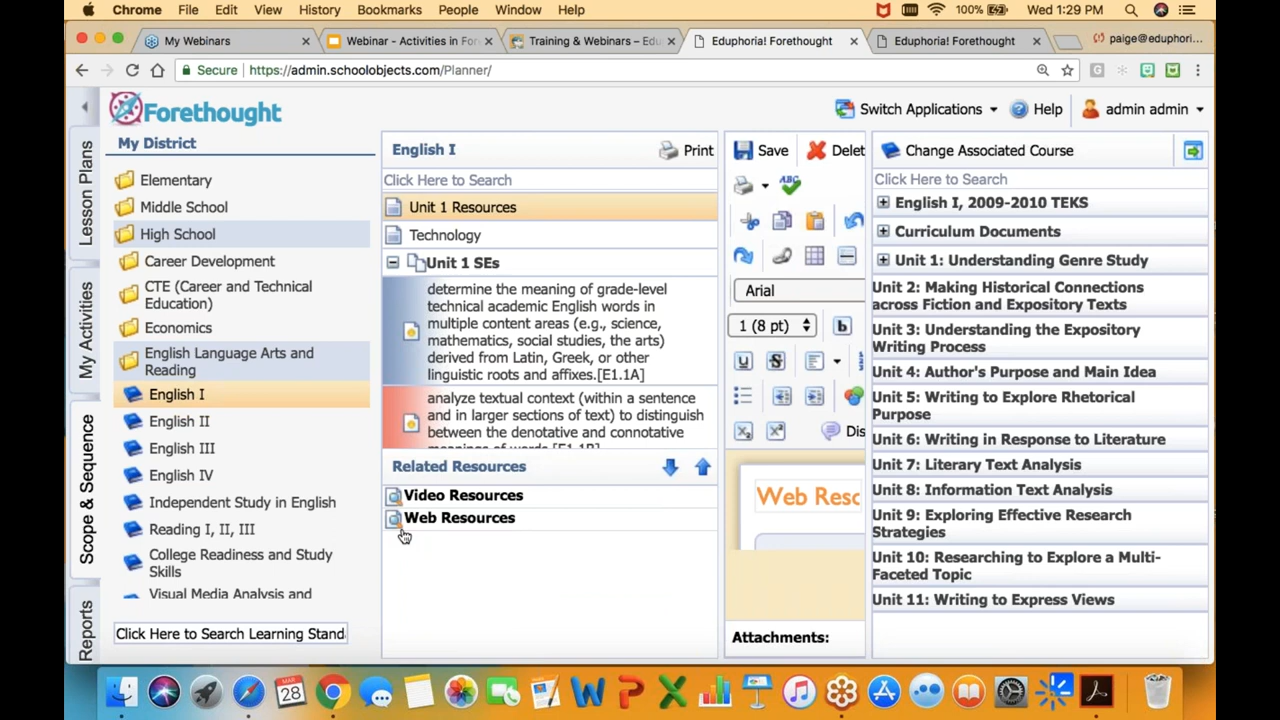 Chrome File Edit View History Bookmarks People Window Help 100% Wed 1:29 PM
My Webinars
Webinar - Activities in For
Training & Webinars – Edu
Eduphoria! Forethought
Eduphoria! Forethought
paige@eduphori...
Secure https://admin.schoolobjects.com/Planner/
Forethought
Switch Applications
Help
admin admin
Lesson Plans
My Activities
Scope & Sequence
Reports
My District
Elementary
Middle School
High School
Career Development
CTE (Career and Technical
Education)
Economics
English Language Arts and
Reading
English I
English II
English III
English IV
Independent Study in English
Reading I, II, III
College Readiness and Study
Skills
Visual Media Analysis and
Click Here to Search Learning Stand
English I
Print
Click Here to Search
Unit 1 Resources
Technology
Unit 1 SEs
determine the meaning of grade-level
technical academic English words in
multiple content areas (e.g., science,
mathematics, social studies, the arts)
derived from Latin, Greek, or other
linguistic roots and affixes.[E1.1A]
analyze textual context (within a sentence
and in larger sections of text) to distinguish
between the denotative and connotative
meanings of words.[E1.1B]
Related Resources
Video Resources
Web Resources
Save Delet
ABC
Arial
1 (8 pt) b
U S
X₂ X² Dis
Web Resc
Attachments:
Change Associated Course
Click Here to Search
English I, 2009-2010 TEKS
Curriculum Documents
Unit 1: Understanding Genre Study
Unit 2: Making Historical Connections
across Fiction and Expository Texts
Unit 3: Understanding the Expository
Writing Process
Unit 4: Author's Purpose and Main Idea
Unit 5: Writing to Explore Rhetorical
Purpose
Unit 6: Writing in Response to Literature
Unit 7: Literary Text Analysis
Unit 8: Information Text Analysis
Unit 9: Exploring Effective Research
Strategies
Unit 10: Researching to Explore a Multi-
Faceted Topic
Unit 11: Writing to Express Views
MAR
28